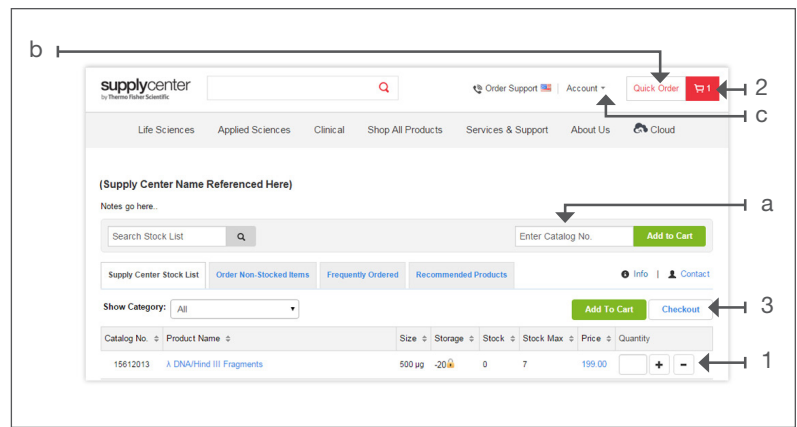 b
supplycenter
by Thermo Fisher Scientific
Order Support
Account
Quick Order
1
2
c
Life Sciences Applied Sciences Clinical Shop All Products Services & Support About Us Cloud
(Supply Center Name Referenced Here)
Notes go here..
a
Search Stock List
Enter Catalog No.
Add to Cart
Supply Center Stock List Order Non-Stocked Items Frequently Ordered Recommended Products Info | Contact
Show Category: All
Add To Cart Checkout
3
Catalog No. Product Name Size Storage Stock Stock Max Price Quantity
15612013 λ DNA/Hind III Fragments 500 µg -20 0 7 199.00 + -
1